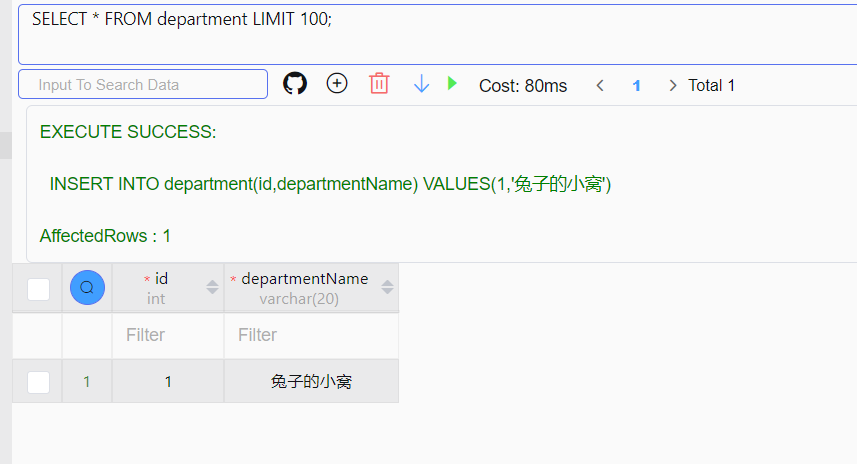 SELECT * FROM department LIMIT 100;
Input To Search Data
Cost: 80ms
1
Total 1
EXECUTE SUCCESS:
INSERT INTO department(id,departmentName) VALUES(1,'兔子的小窝')
AffectedRows : 1
* id
* departmentName
int
varchar(20)
Filter
Filter
1
1
兔子的小窝